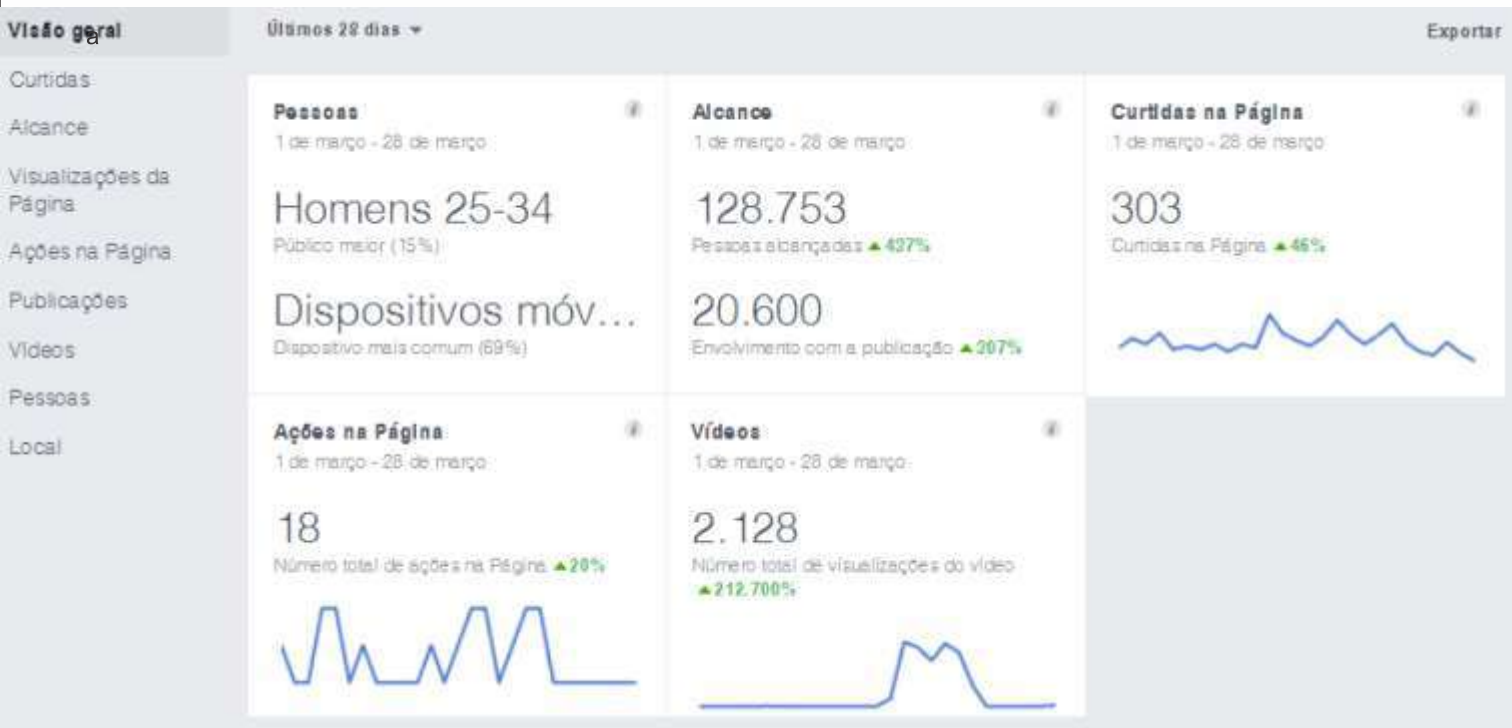 Visão geral
a
Curtidas
Alcance
Visualizações da
Página
Ações na Página
Publicações
Vídeos
Pessoas
Local
Últimos 28 dias
Exportar
Pessoas
1 de março - 28 de março
Homens 25-34
Público maior (15%)
Dispositivos móv...
Dispositivo mais comum (69%)
Alcance
1 de março - 28 de março
128.753
Pessoas alcançadas 437%
20.600
Envolvimento com a publicação 207%
Curtidas na Página
1 de março - 28 de março
303
Curtidas na Página 46%
Ações na Página
1 de março - 28 de março
18
Número total de ações na Página 20%
Vídeos
1 de março - 28 de março
2.128
Número total de visualizações do vídeo
212.700%